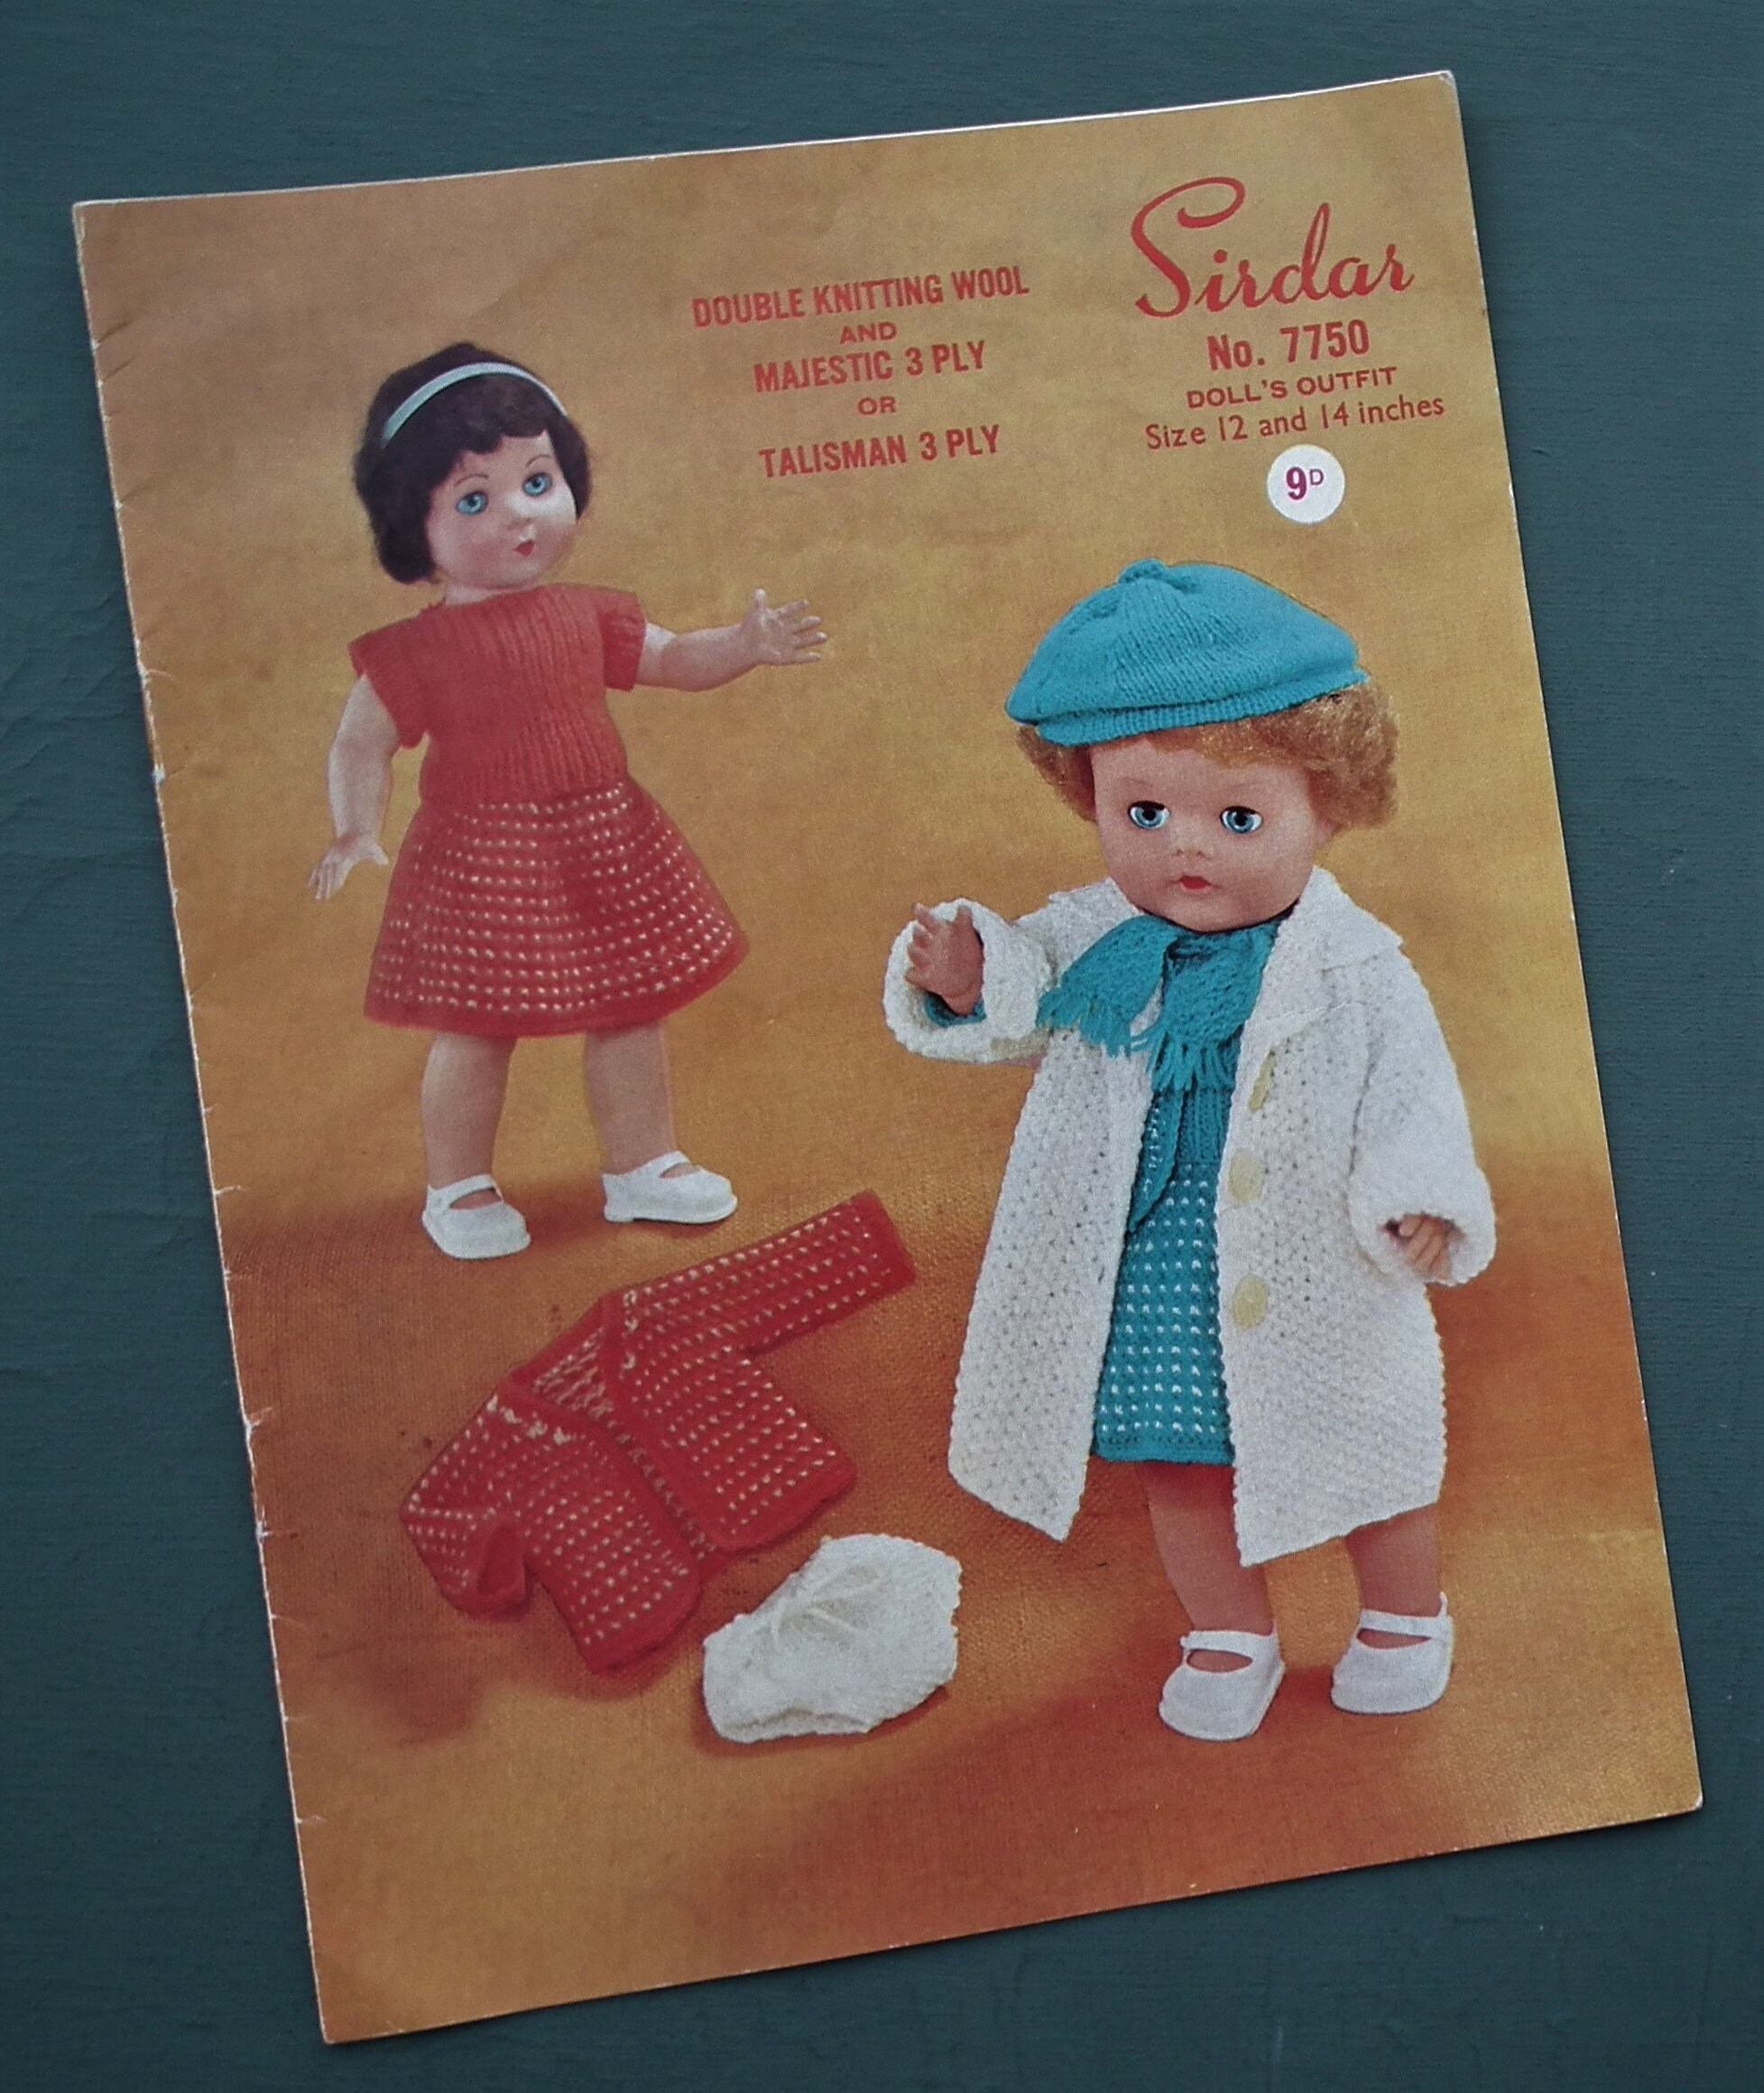 DOUBLE KNITTING WOOL
AND
MAJESTIC 3 PLY
OR
TALISMAN 3 PLY
Sirdar
No. 7750
DOLL'S OUTFIT
Size 12 and 14 inches
9D